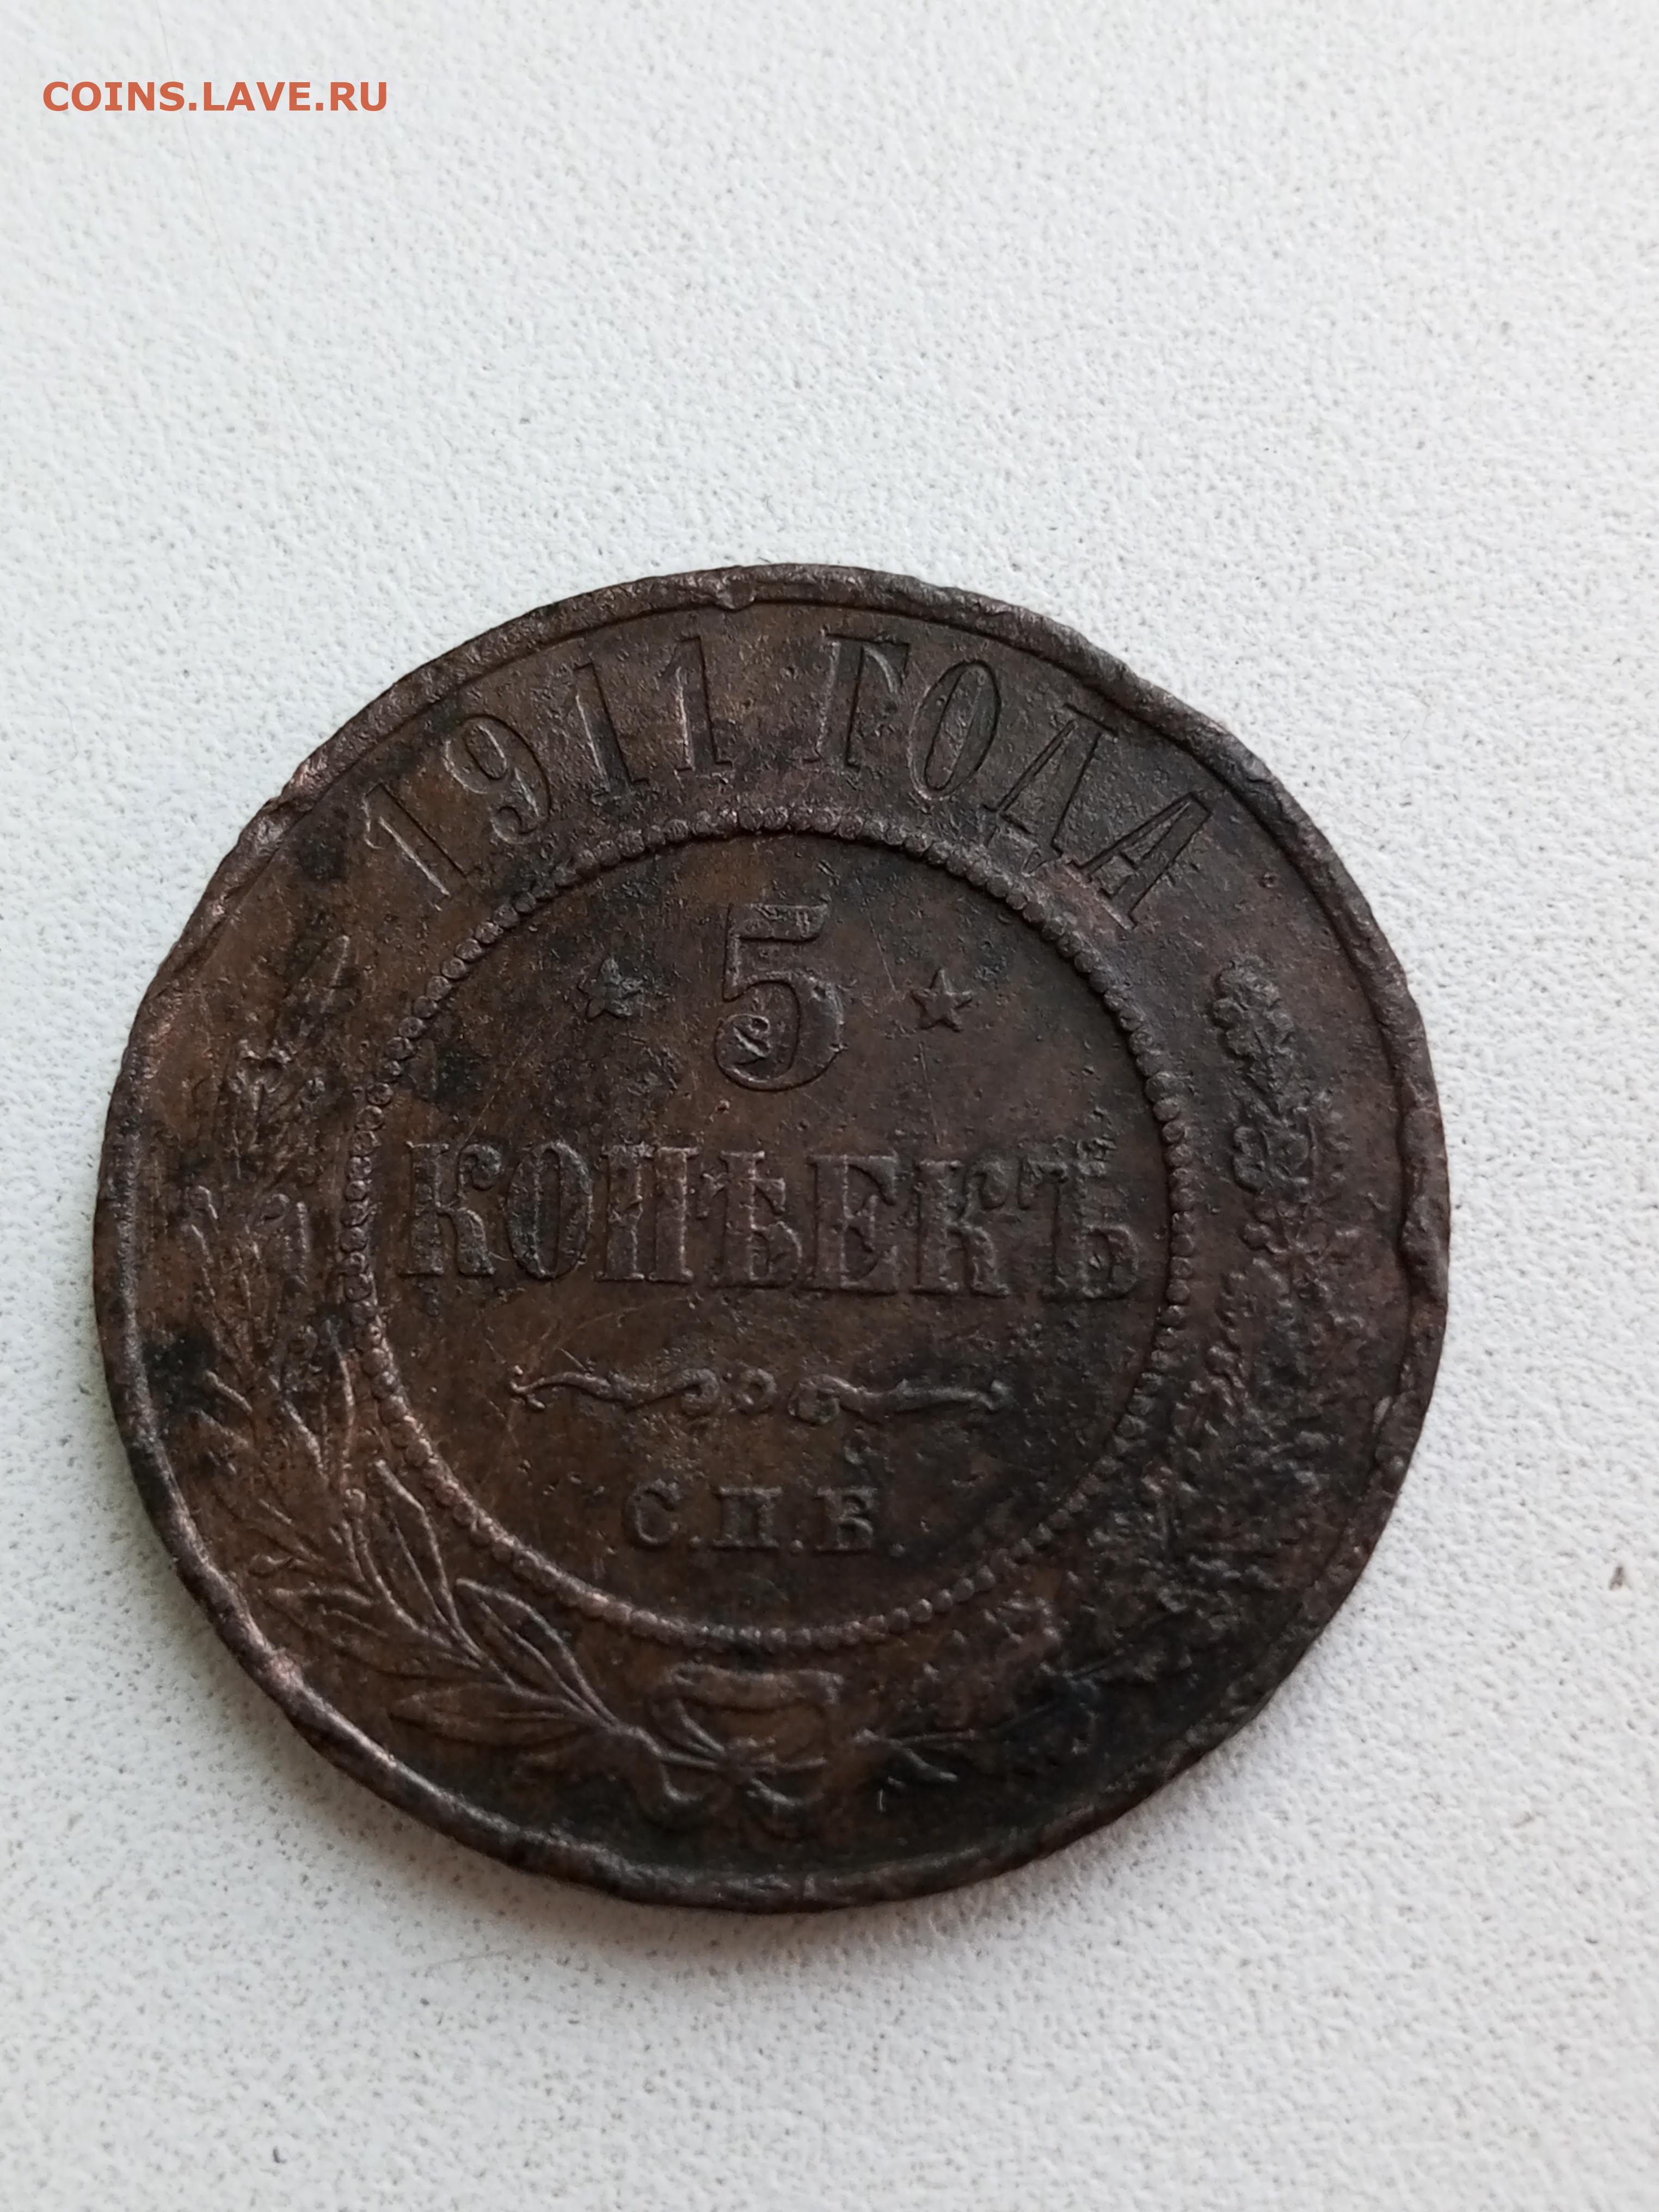 COINS.LAVE.RU
1911 ГОДА
5
КОПѢЕКЪ
С.П.Б.